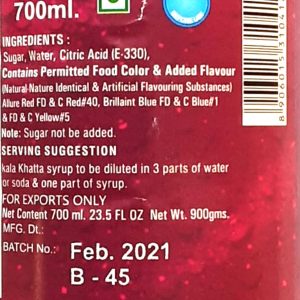 700ml.
INGREDIENTS :
Sugar, Water, Citric Acid (E-330),
Contains Permitted Food Color & Added Flavour
(Natural-Nature Identical & Artificial Flavouring Substances)
Allure Red FD & C Red#40, Brillaint Blue FD & C Blue#1
& FD & C Yellow#5
Note: Sugar not be added.
SERVING SUGGESTION
kala Khatta syrup to be diluted in 3 parts of water
or soda & one part of syrup.
FOR EXPORTS ONLY
Net Content 700 ml. 23.5 FL OZ Net Wt. 900gms.
MFG. Dt.:
BATCH No.: Feb. 2021
B - 45